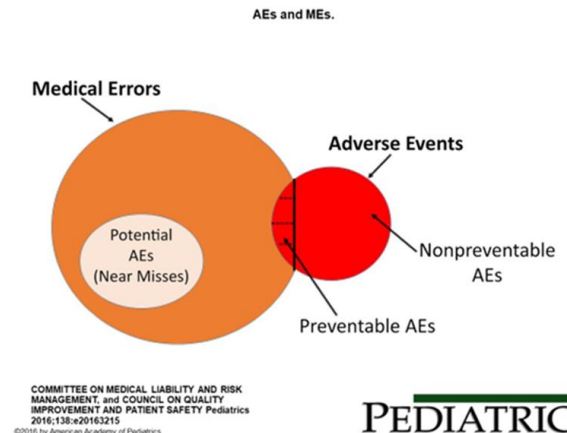 AEs and MEs.
Medical Errors
Adverse Events
Potential
AEs
(Near Misses)
Nonpreventable
AEs
Preventable AEs
COMMITTEE ON MEDICAL LIABILITY AND RISK
MANAGEMENT, and COUNCIL ON QUALITY
IMPROVEMENT AND PATIENT SAFETY Pediatrics
2016;138:e20163215
©2016 by American Academy of Pediatrics
PEDIATRIC